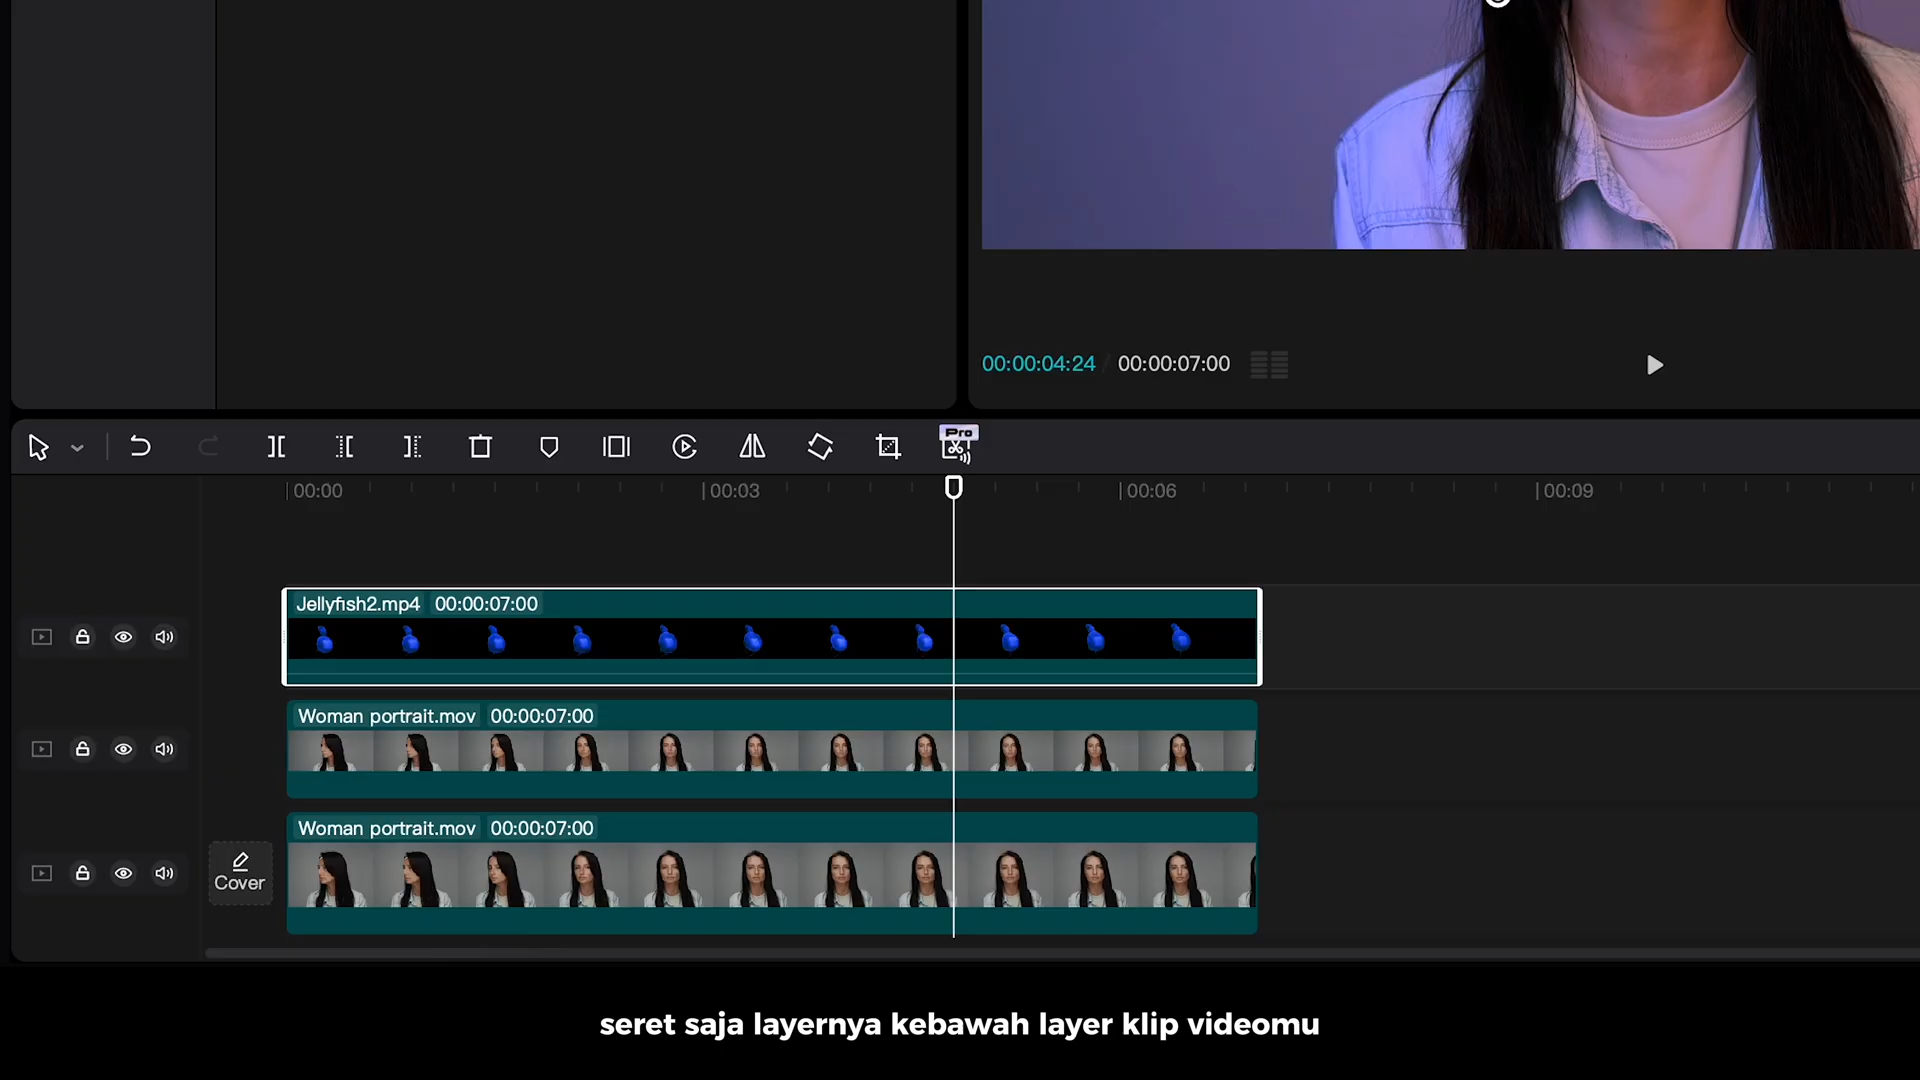 00:00:04:24 / 00:00:07:00
Pro
00:00
00:03
00:06
00:09
Jellyfish2.mp4 00:00:07:00
Woman portrait.mov 00:00:07:00
Woman portrait.mov 00:00:07:00
Cover
seret saja layernya kebawah layer klip videomu